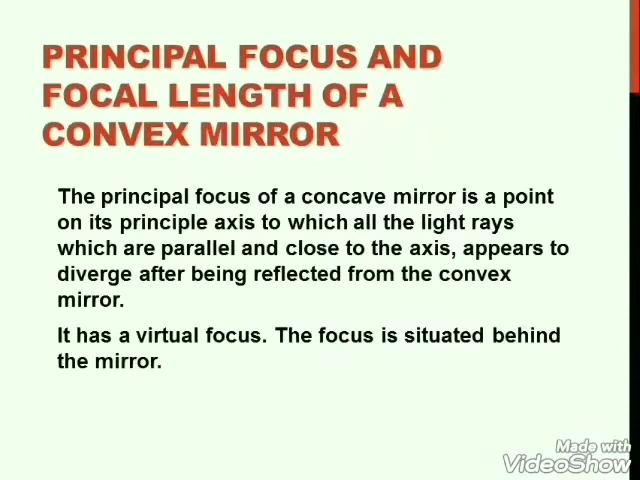 PRINCIPAL FOCUS AND
FOCAL LENGTH OF A
CONVEX MIRROR
The principal focus of a concave mirror is a point
on its principle axis to which all the light rays
which are parallel and close to the axis, appears to
diverge after being reflected from the convex
mirror.
It has a virtual focus. The focus is situated behind
the mirror.
Made with
VideoShow